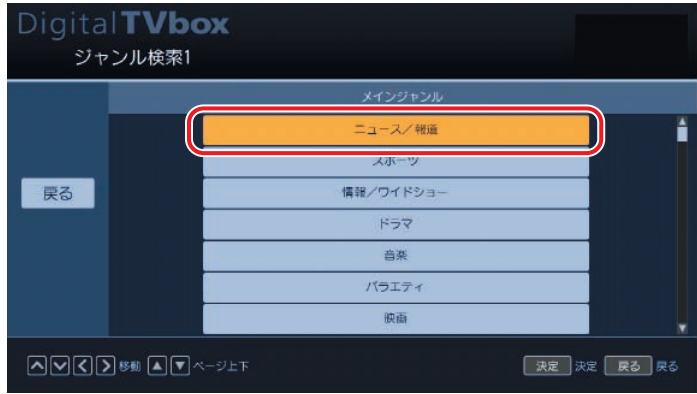 DigitalTVbox
ジャンル検索1
メインジャンル
ニュース／報道
スポーツ
戻る
情報／ワイドショー
ドラマ
音楽
バラエティ
映画
移動 ページ上下
決定 決定 戻る 戻る